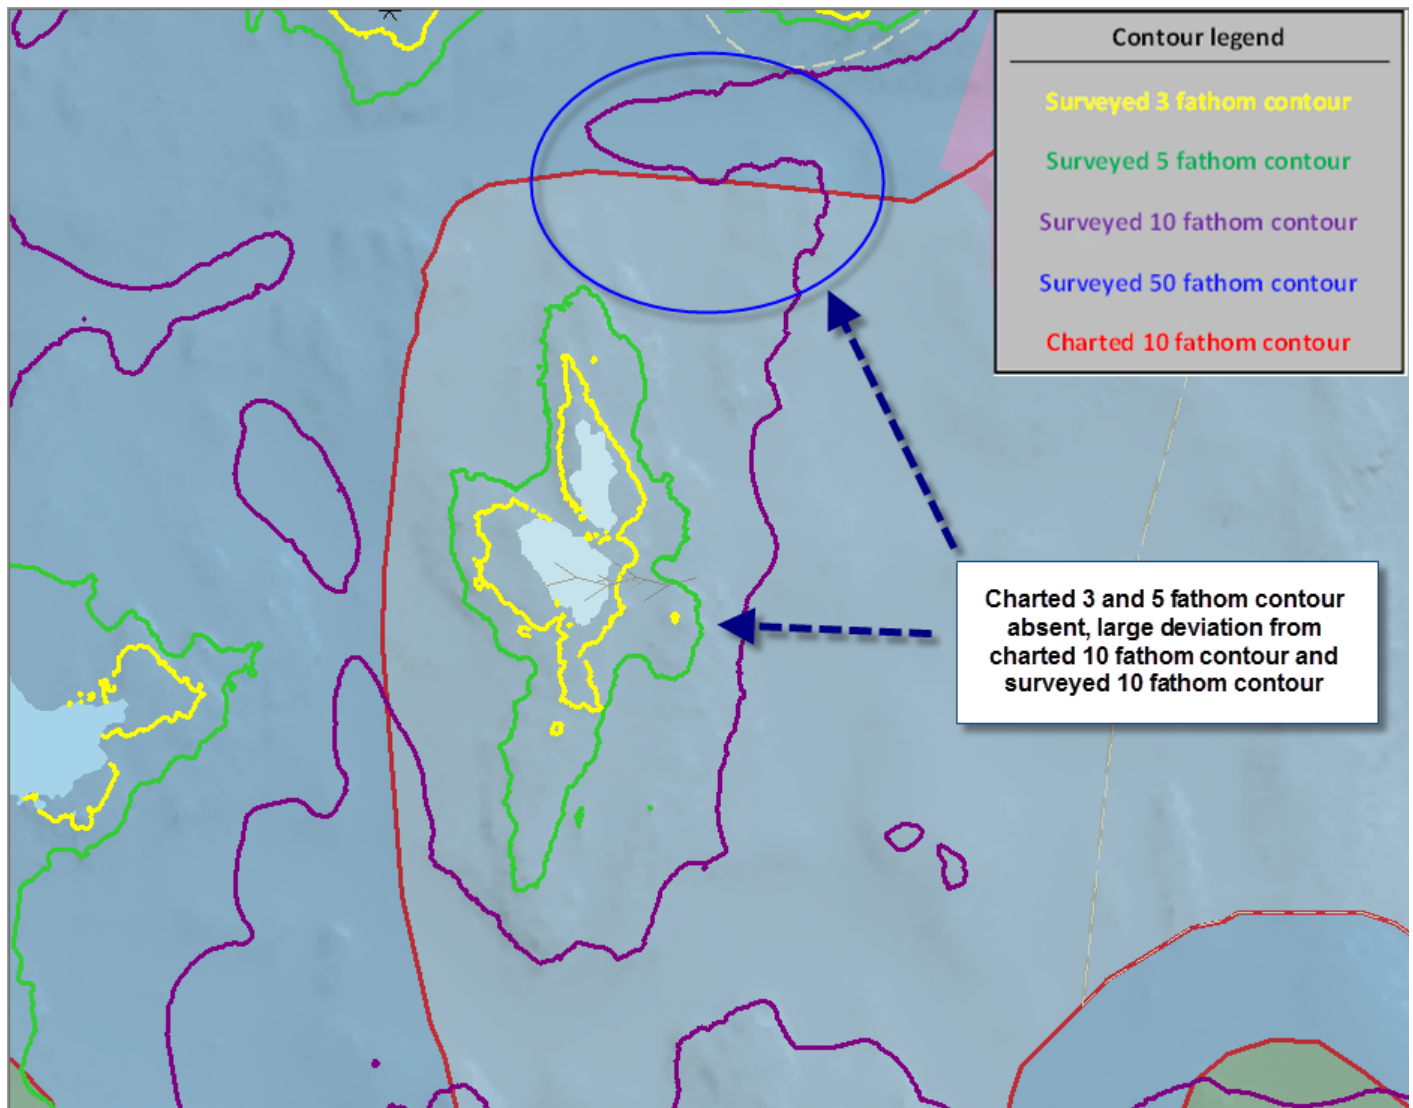 Contour legend
Surveyed 3 fathom contour
Surveyed 5 fathom contour
Surveyed 10 fathom contour
Surveyed 50 fathom contour
Charted 10 fathom contour
Charted 3 and 5 fathom contour
absent, large deviation from
charted 10 fathom contour and
surveyed 10 fathom contour